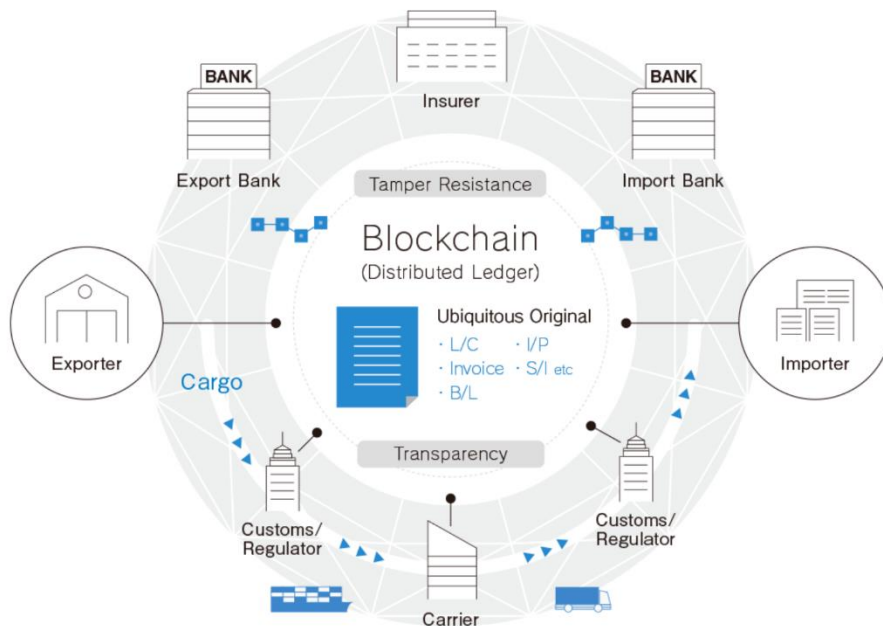 BANK
BANK
Insurer
Export Bank
Import Bank
Tamper Resistance
Blockchain
(Distributed Ledger)
Ubiquitous Original
· L/C · I/P
· Invoice · S/I etc
· B/L
Exporter
Importer
Cargo
Transparency
Customs/
Regulator
Customs/
Regulator
Carrier